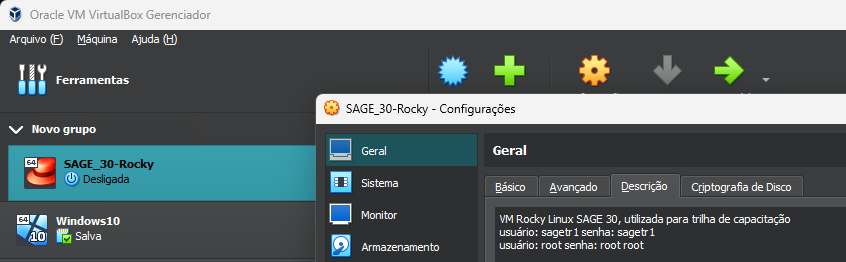 Oracle VM VirtualBox Gerenciador
Arquivo (F) Máquina Ajuda (H)
Ferramentas
Novo grupo
64
SAGE_30-Rocky
Desligada
64
10
Windows10
Salva
SAGE_30-Rocky - Configurações
Geral
Sistema
Monitor
Armazenamento
Geral
Básico Avançado Descrição Criptografia de Disco
VM Rocky Linux SAGE 30, utilizada para trilha de capacitação
usuário: sagetr1 senha: sagetr1
usuário: root senha: root root